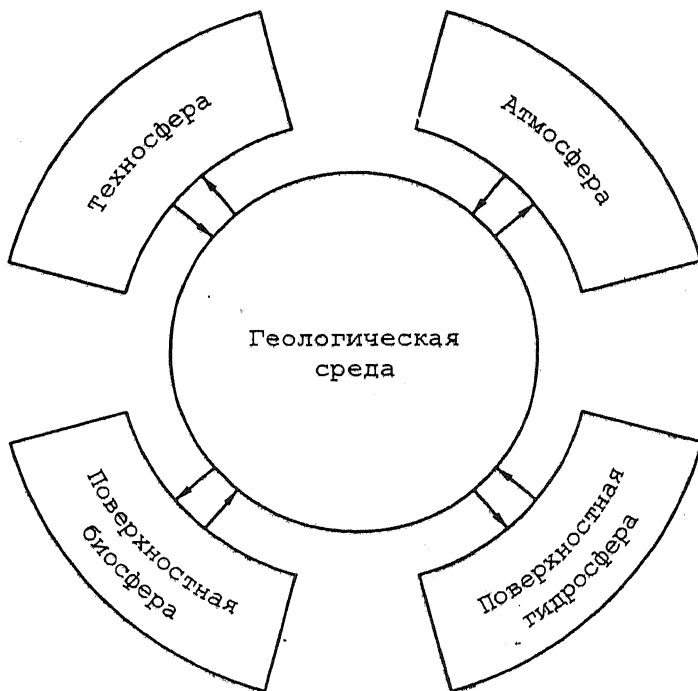 Техносфера
Атмосфера
Геологическая
среда
Поверхностная
биосфера
Поверхностная
гидросфера